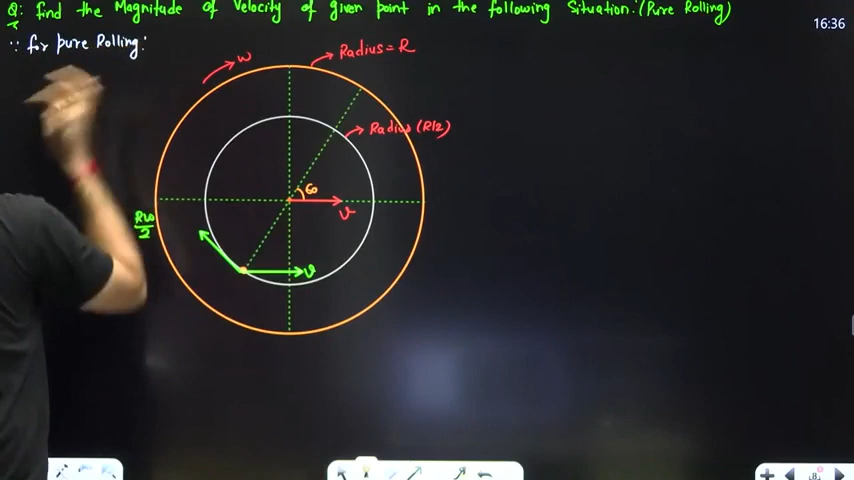 Q: find the Magnitude of Velocity of given point in the following Situation: (Pure Rolling)
16:36
∵ for pure Rolling:
ω
Radius = R
Radius (R/2)
60
v
Rω/2
v
8